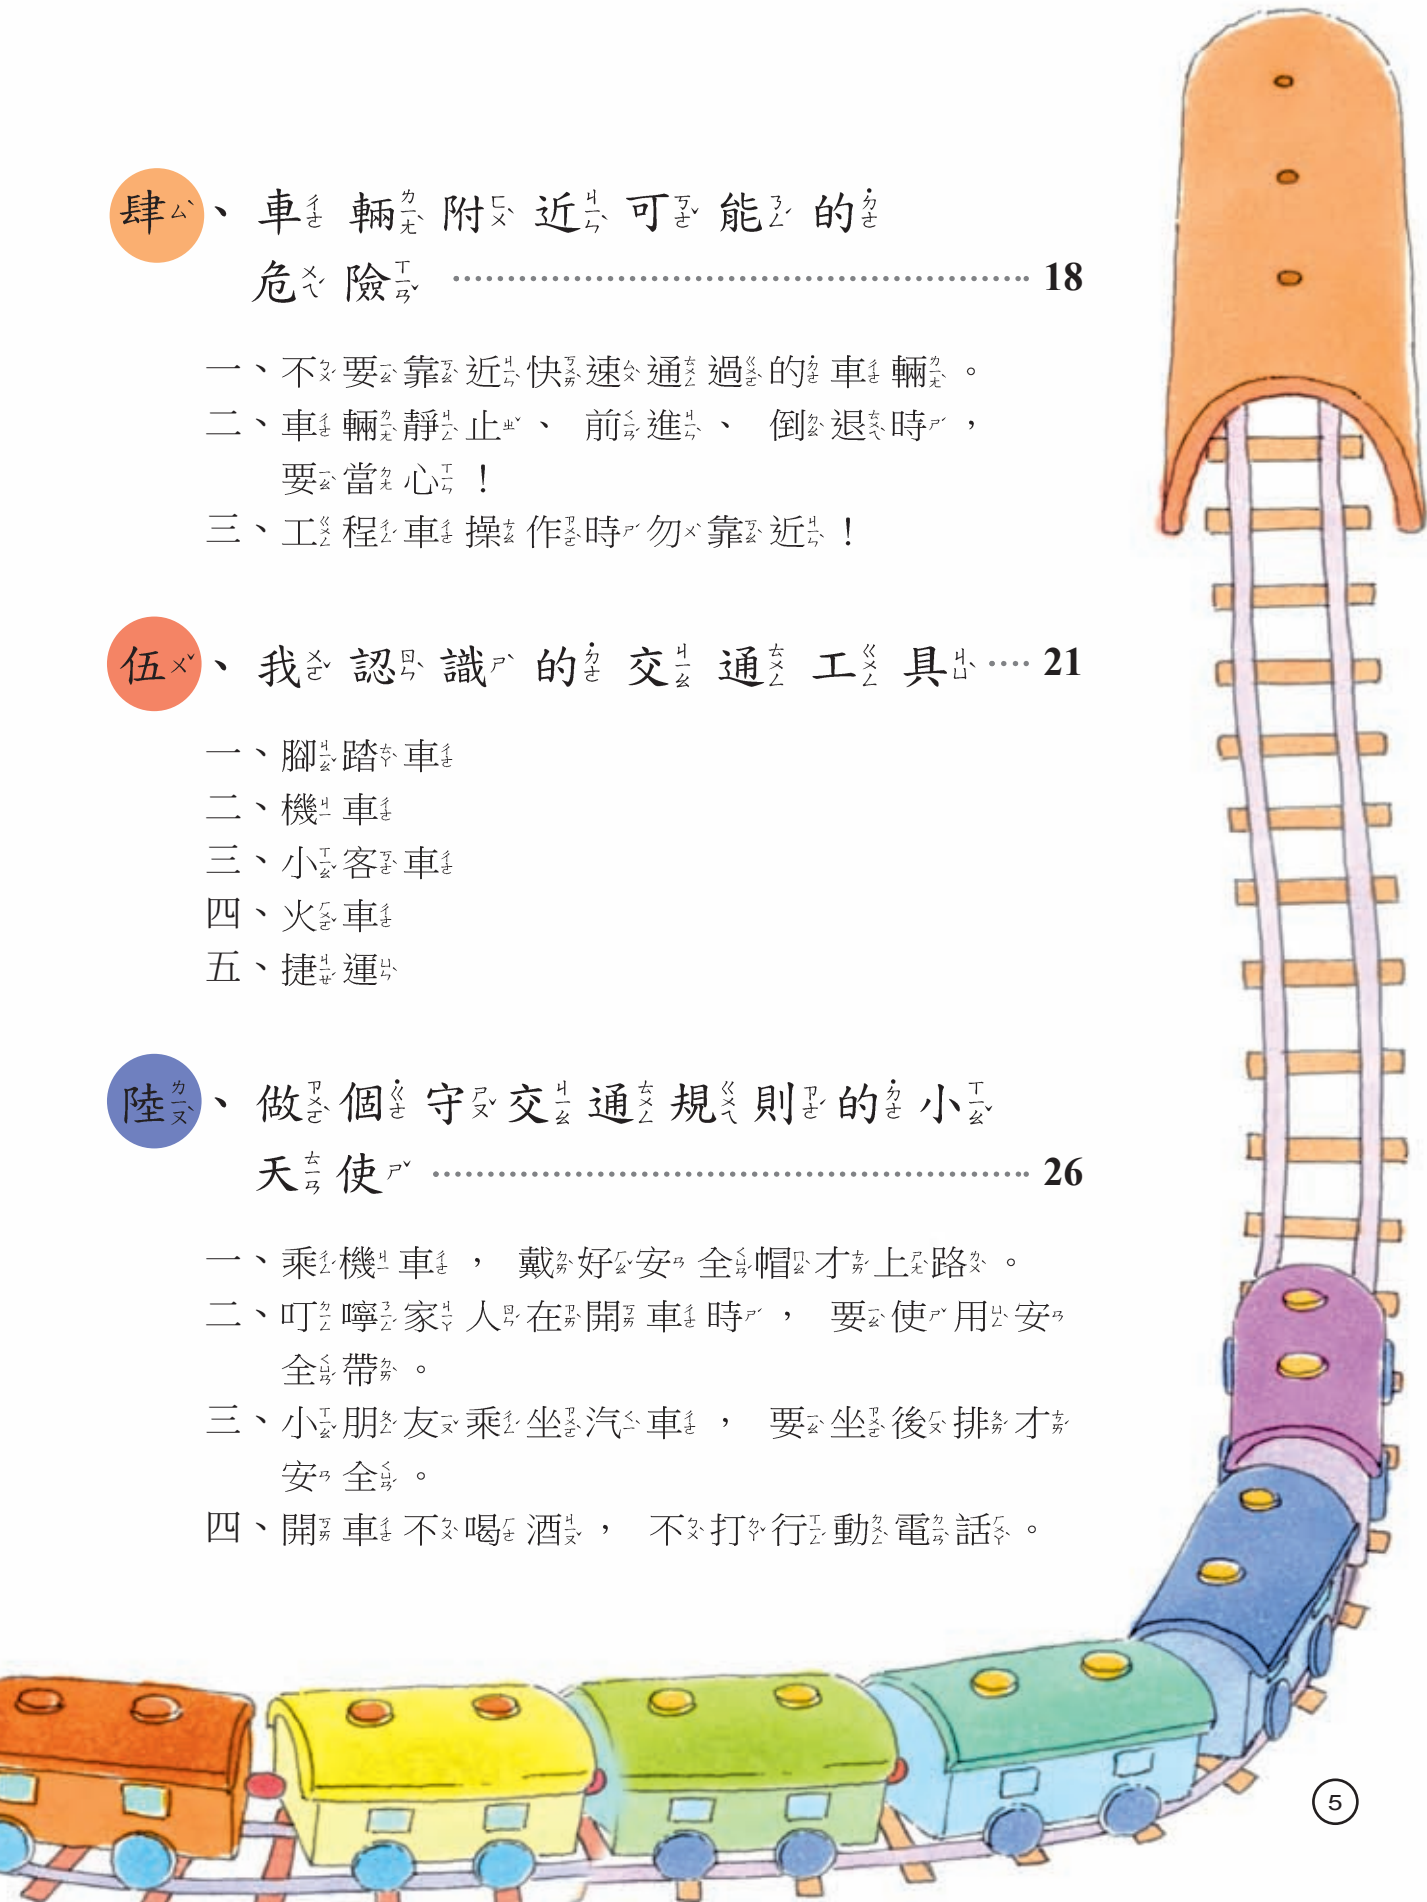 肆、車輛附近可能的
危險 ……………………………………………… 18
一、不要靠近快速通過的車輛。
二、車輛靜止、前進、倒退時，
要當心！
三、工程車操作時勿靠近！
伍、我認識的交通工具 …… 21
一、腳踏車
二、機車
三、小客車
四、火車
五、捷運
陸、做個守交通規則的小
天使 ……………………………………………… 26
一、乘機車，戴好安全帽才上路。
二、叮嚀家人在開車時，要使用安
全帶。
三、小朋友乘坐汽車，要坐後排才
安全。
四、開車不喝酒，不打行動電話。
5